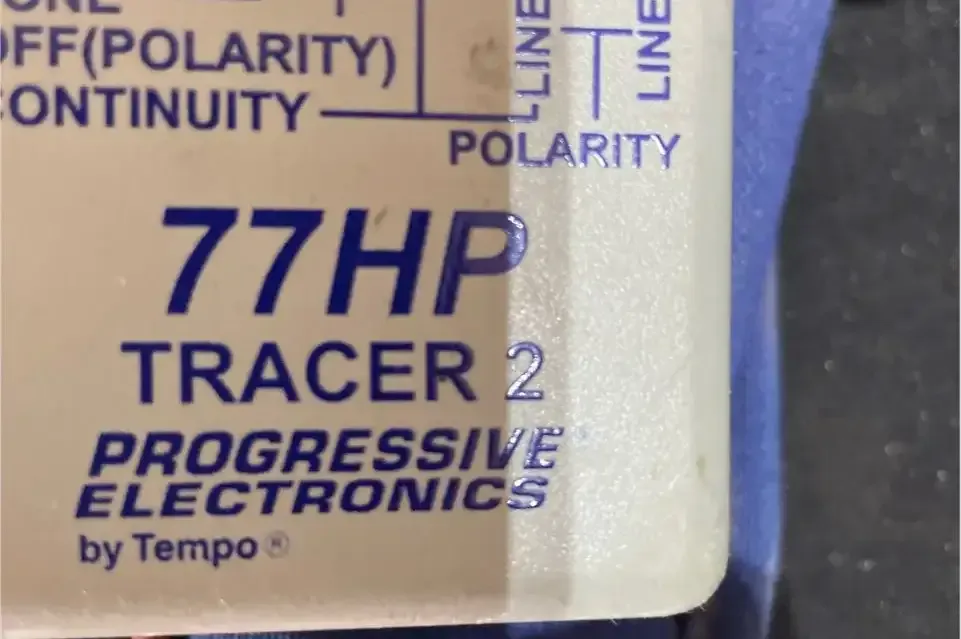 OFF(POLARITY)
CONTINUITY
LINE
LINE
POLARITY
77HP
TRACER 2
PROGRESSIVE
ELECTRONICS
by Tempo®